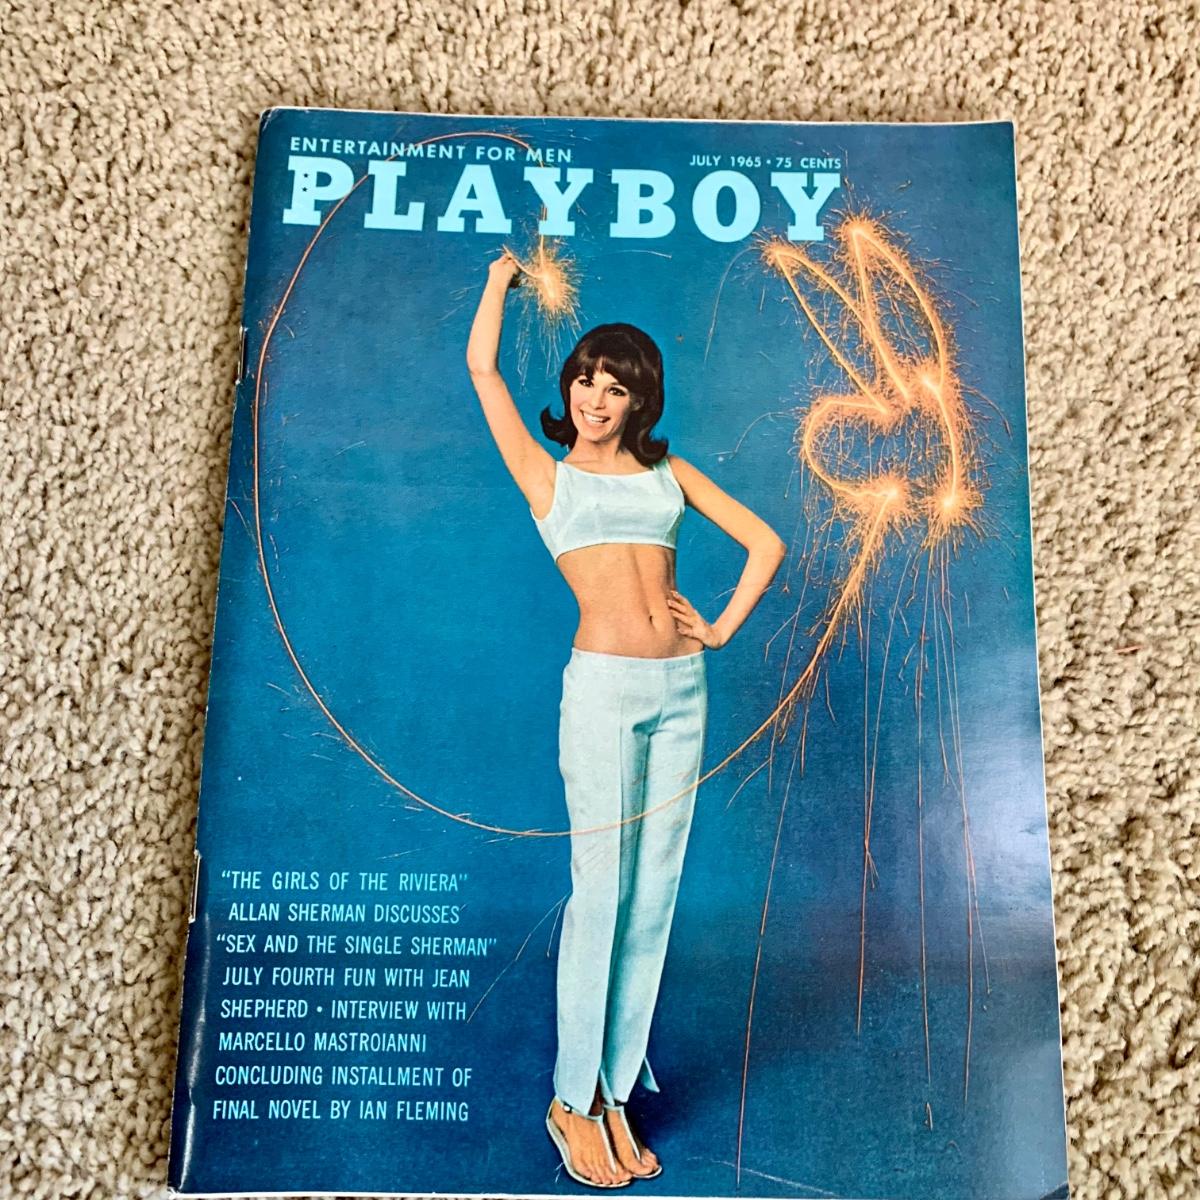 ENTERTAINMENT FOR MEN
JULY 1965 • 75 CENTS
PLAYBOY
"THE GIRLS OF THE RIVIERA"
ALLAN SHERMAN DISCUSSES
"SEX AND THE SINGLE SHERMAN"
JULY FOURTH FUN WITH JEAN
SHEPHERD • INTERVIEW WITH
MARCELLO MASTROIANNI
CONCLUDING INSTALLMENT OF
FINAL NOVEL BY IAN FLEMING